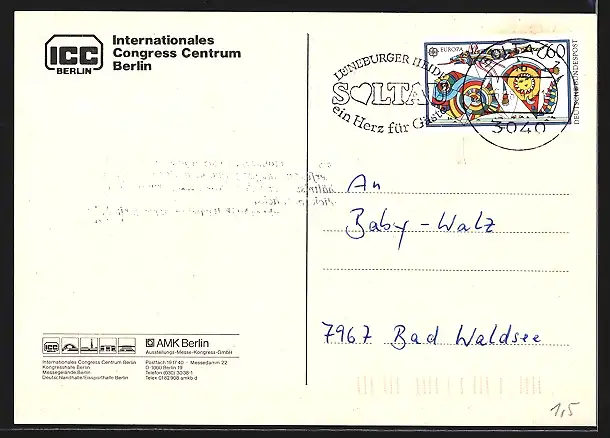 ICC
BERLIN
Internationales
Congress Centrum
Berlin
LÜNEBURGER HEIDE
SOLTAU
ein Herz für Gäste
3040
EUROPA
60
DEUTSCHE BUNDESPOST
An
Baby-Walz
7967 Bad Waldsee
AMK Berlin
Ausstellungs-Messe-Kongress-GmbH
Internationales Congress Centrum Berlin
Kongresshalle Berlin
Messegelände Berlin
Deutschlandhalle/Eissporthalle Berlin
Postfach 19 17 40 - Messedamm 22
D-1000 Berlin 19
Telefon (030) 3038-1
Telex 0182908 amkb d
1,5